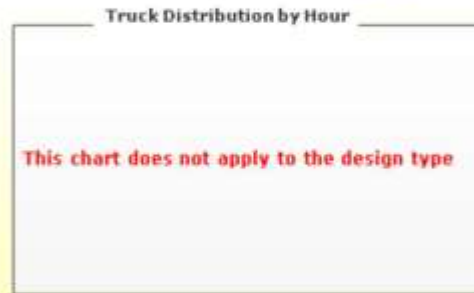 Truck Distribution by Hour
This chart does not apply to the design type